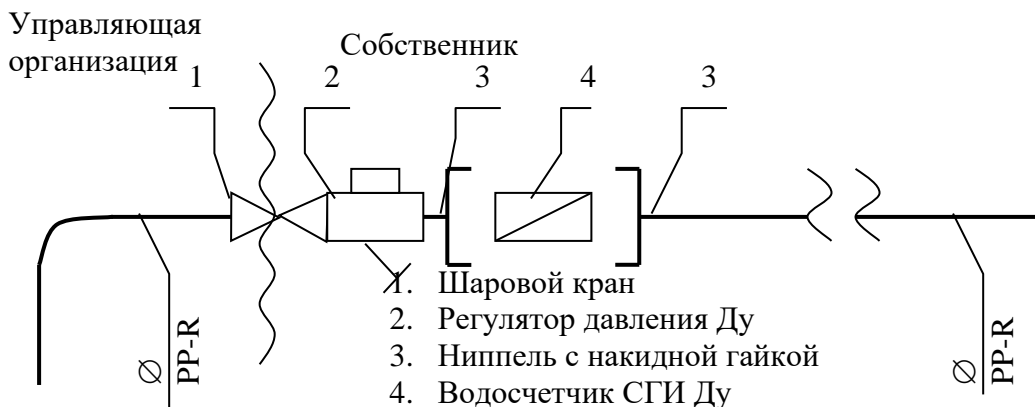 Управляющая
организация
Собственник
1
2
3
4
3
1. Шаровой кран
2. Регулятор давления Ду
3. Ниппель с накидной гайкой
4. Водосчетчик СГИ Ду
∅
PP-R
∅
PP-R